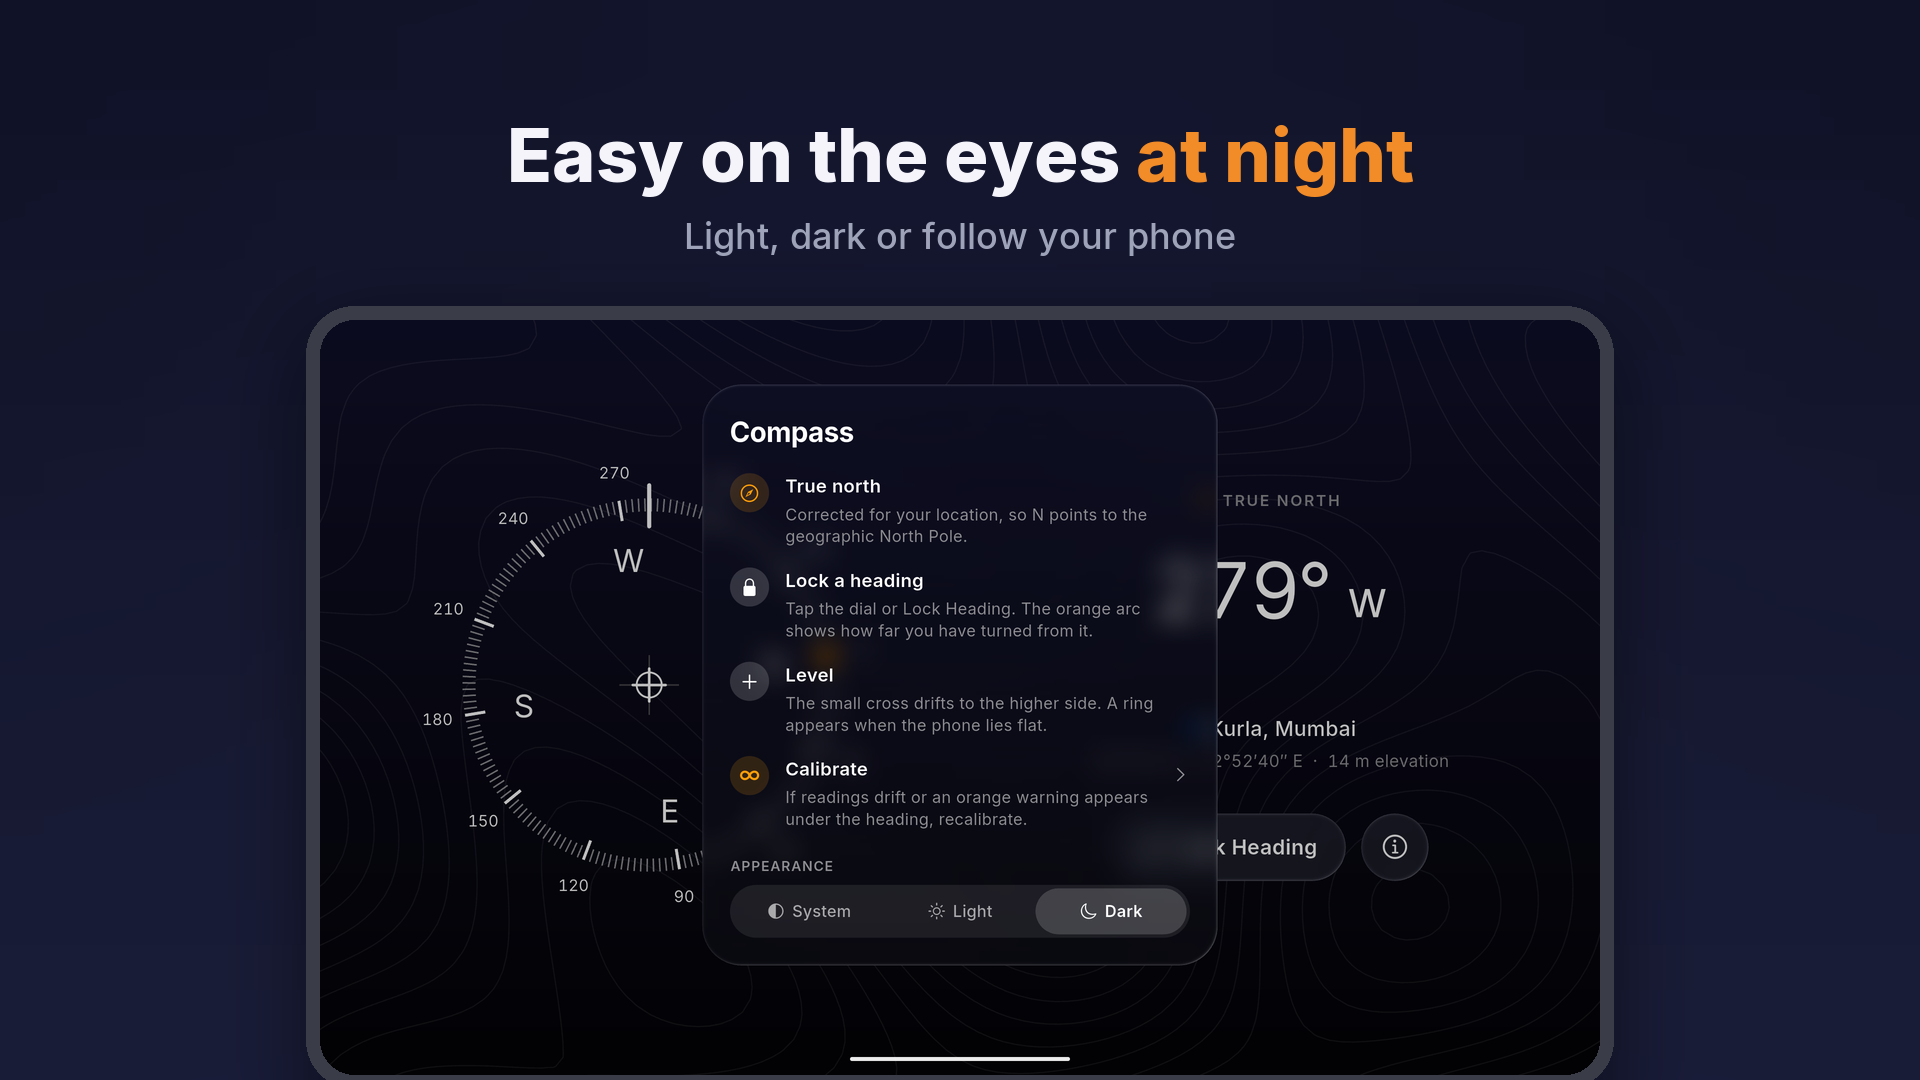 Easy on the eyes at night
Light, dark or follow your phone
270
240
210
180
150
120
90
W
S
E
Compass
True north
Corrected for your location, so N points to the
geographic North Pole.
Lock a heading
Tap the dial or Lock Heading. The orange arc
shows how far you have turned from it.
Level
The small cross drifts to the higher side. A ring
appears when the phone lies flat.
Calibrate
If readings drift or an orange warning appears
under the heading, recalibrate.
APPEARANCE
System
Light
Dark
TRUE NORTH
279° W
Kurla, Mumbai
2°52′40″ E · 14 m elevation
k Heading